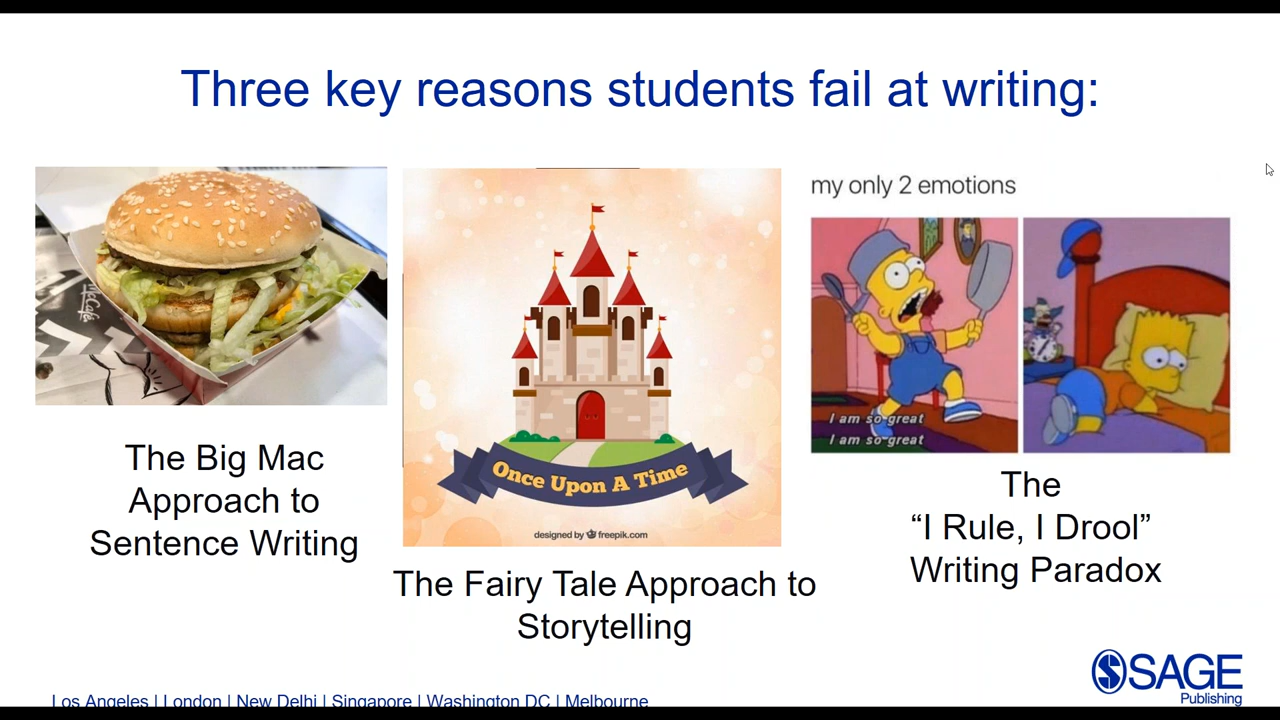 Three key reasons students fail at writing:
McCafé
The Big Mac
Approach to
Sentence Writing
Once Upon A Time
designed by freepik.com
The Fairy Tale Approach to
Storytelling
my only 2 emotions
I am so great
I am so great
The
“I Rule, I Drool”
Writing Paradox
SAGE
Publishing
Los Angeles | London | New Delhi | Singapore | Washington DC | Melbourne